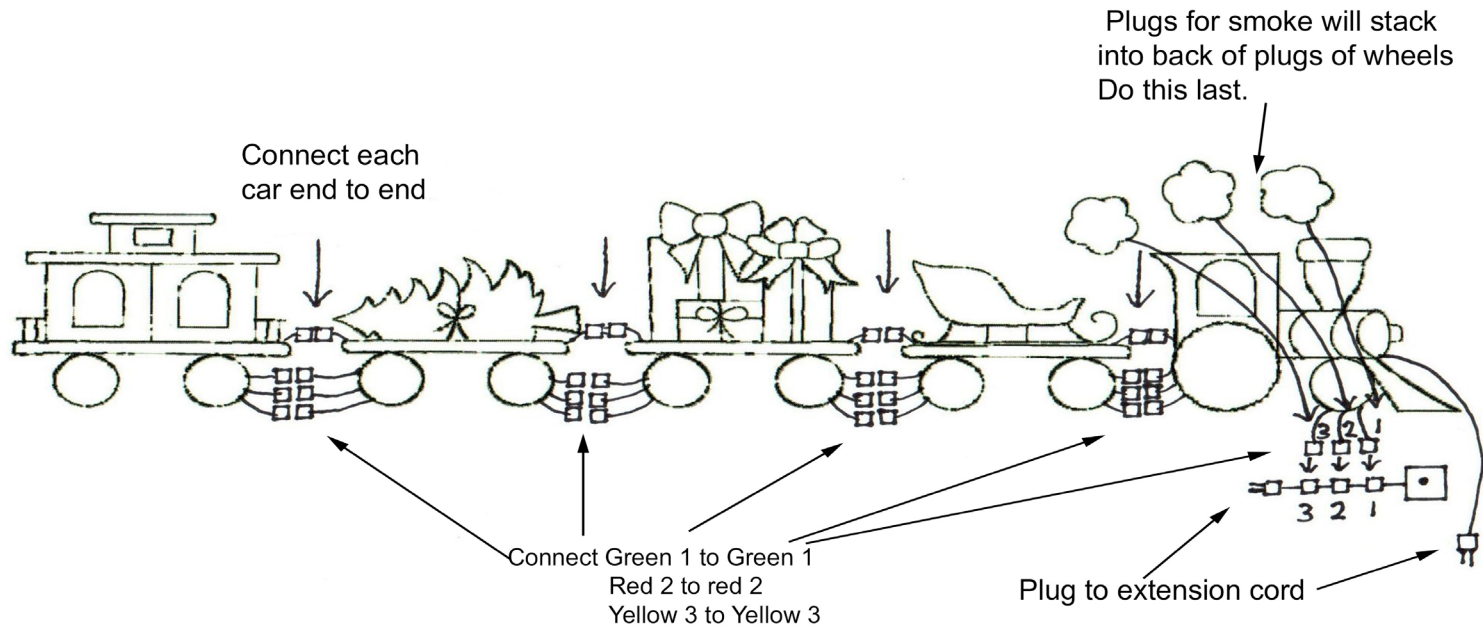 Plugs for smoke will stack
into back of plugs of wheels
Do this last.
Connect each
car end to end
3 2 1
3 2 1
Connect Green 1 to Green 1
Red 2 to red 2
Yellow 3 to Yellow 3
Plug to extension cord